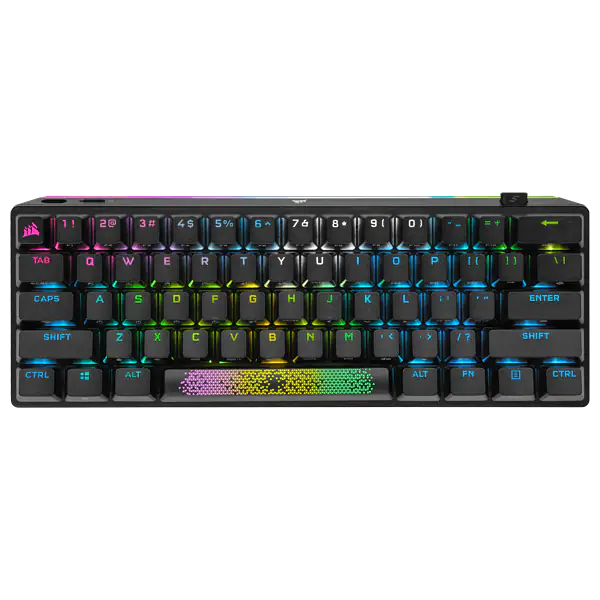 1! 2@ 3# 4$ 5% 6^ 7& 8* 9( 0) -_ =+
TAB Q W E R T Y U I O P [{ ]} \|
CAPS A S D F G H J K L ;: '" ENTER
SHIFT Z X C V B N M ,< .> /? SHIFT
CTRL ALT ALT FN CTRL